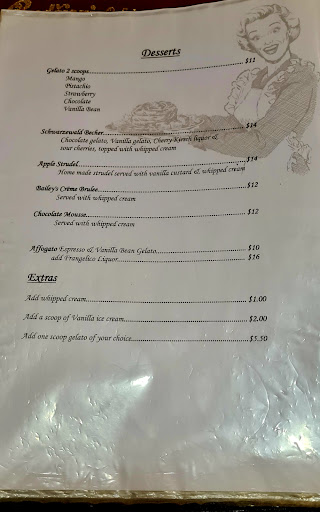 Desserts
Gelato 2 scoops....................................................$11
Mango
Pistachio
Strawberry
Chocolate
Vanilla Bean
Schwarzewald Becker....................................................$14
Chocolate gelato, Vanilla gelato, Cherry Kirsch liquor &
sour cherries, topped with whipped cream
Apple Strudel....................................................$14
Home made strudel served with vanilla custard & whipped cream
Bailey's Crème Brulee....................................................$12
Served with whipped cream
Chocolate Mousse....................................................$12
Served with whipped cream
Affogato Espresso & Vanilla Bean Gelato.................................... $10
add Frangelico Liquor.................................... $16
Extras
Add whipped cream....................................................$1.00
Add a scoop of Vanilla ice cream....................................$2.00
Add one scoop gelato of your choice....................................$5.50